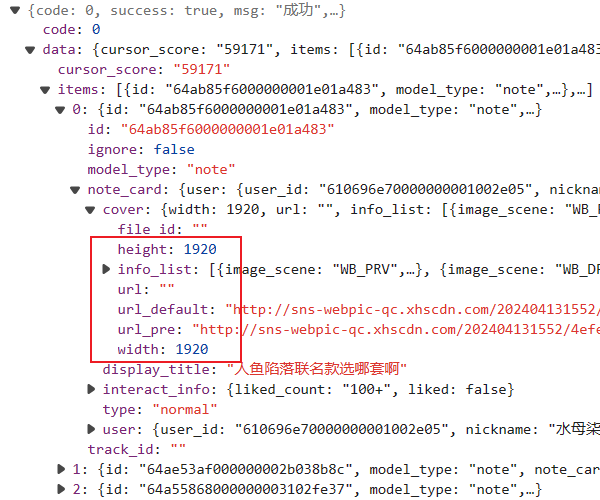 {code: 0, success: true, msg: "成功",…}
code: 0
data: {cursor_score: "59171", items: [{id: "64ab85f6000000001e01a483
cursor_score: "59171"
items: [{id: "64ab85f6000000001e01a483", model_type: "note",…},…]
0: {id: "64ab85f6000000001e01a483", model_type: "note",…}
id: "64ab85f6000000001e01a483"
ignore: false
model_type: "note"
note_card: {user: {user_id: "610696e70000000001002e05", nickn
cover: {width: 1920, url: "", info_list: [{image_scene: "WB_P
file_id: ""
height: 1920
info_list: [{image_scene: "WB_PRV",…}, {image_scene: "WB_DF
url: ""
url_default: "http://sns-webpic-qc.xhscdn.com/202404131552/
url_pre: "http://sns-webpic-qc.xhscdn.com/202404131552/4efe
width: 1920
display_title: "人鱼陷落联名款选哪套啊"
interact_info: {liked_count: "100+", liked: false}
type: "normal"
user: {user_id: "610696e70000000001002e05", nickname: "水母柒
track_id: ""
1: {id: "64ae53af000000002b038b8c", model_type: "note", note_car
2: {id: "64a55868000000003102fe37", model_type: "note",…}